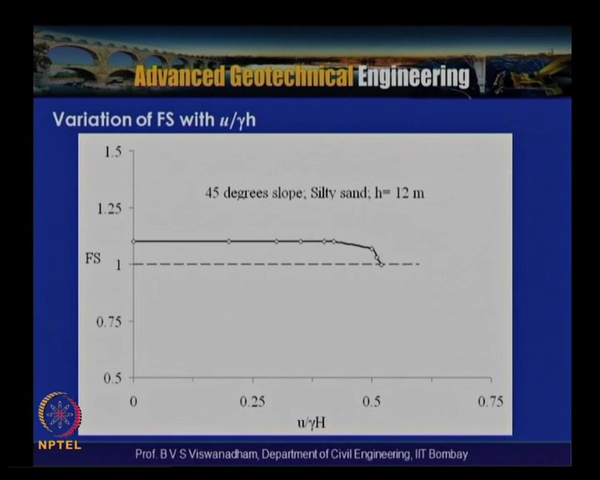 Advanced Geotechnical Engineering
Variation of FS with u/γh
1.5
45 degrees slope; Silty sand; h= 12 m
1.25
FS
1
0.75
0.5
0
0.25
0.5
0.75
u/γH
NPTEL
Prof. B V S Viswanadham, Department of Civil Engineering, IIT Bombay